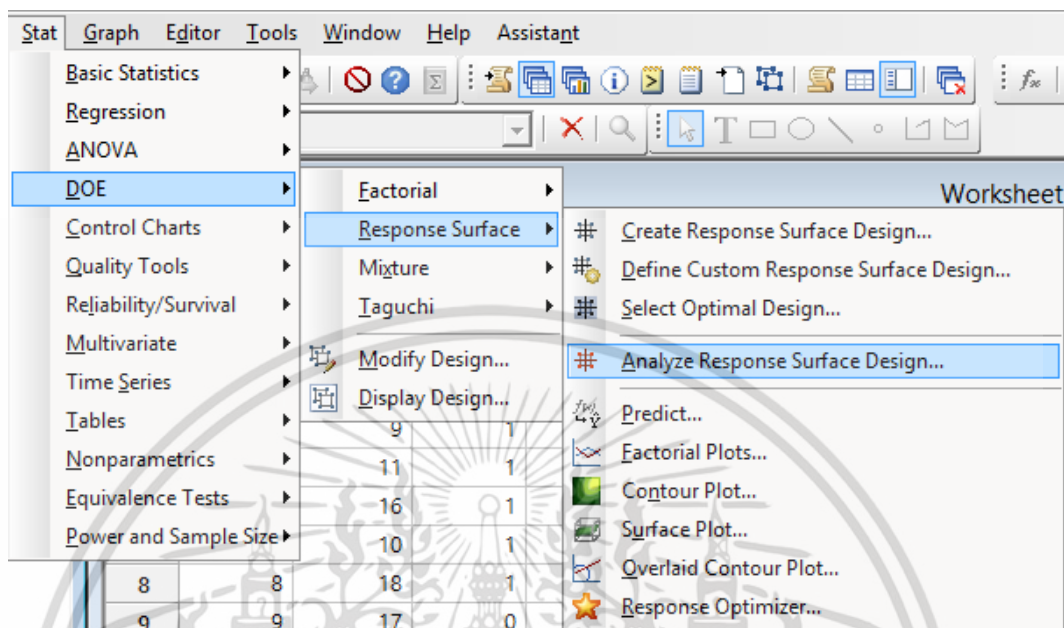 Stat Graph Editor Tools Window Help Assistant
Basic Statistics
Regression
ANOVA
DOE
Control Charts
Quality Tools
Reliability/Survival
Multivariate
Time Series
Tables
Nonparametrics
Equivalence Tests
Power and Sample Size
Factorial
Response Surface
Mixture
Taguchi
Modify Design...
Display Design...
Worksheet
Create Response Surface Design...
Define Custom Response Surface Design...
Select Optimal Design...
Analyze Response Surface Design...
Predict...
Factorial Plots...
Contour Plot...
Surface Plot...
Overlaid Contour Plot...
Response Optimizer...
9 1
11 1
16 1
10 1
8 8 18 1
9 9 17 0